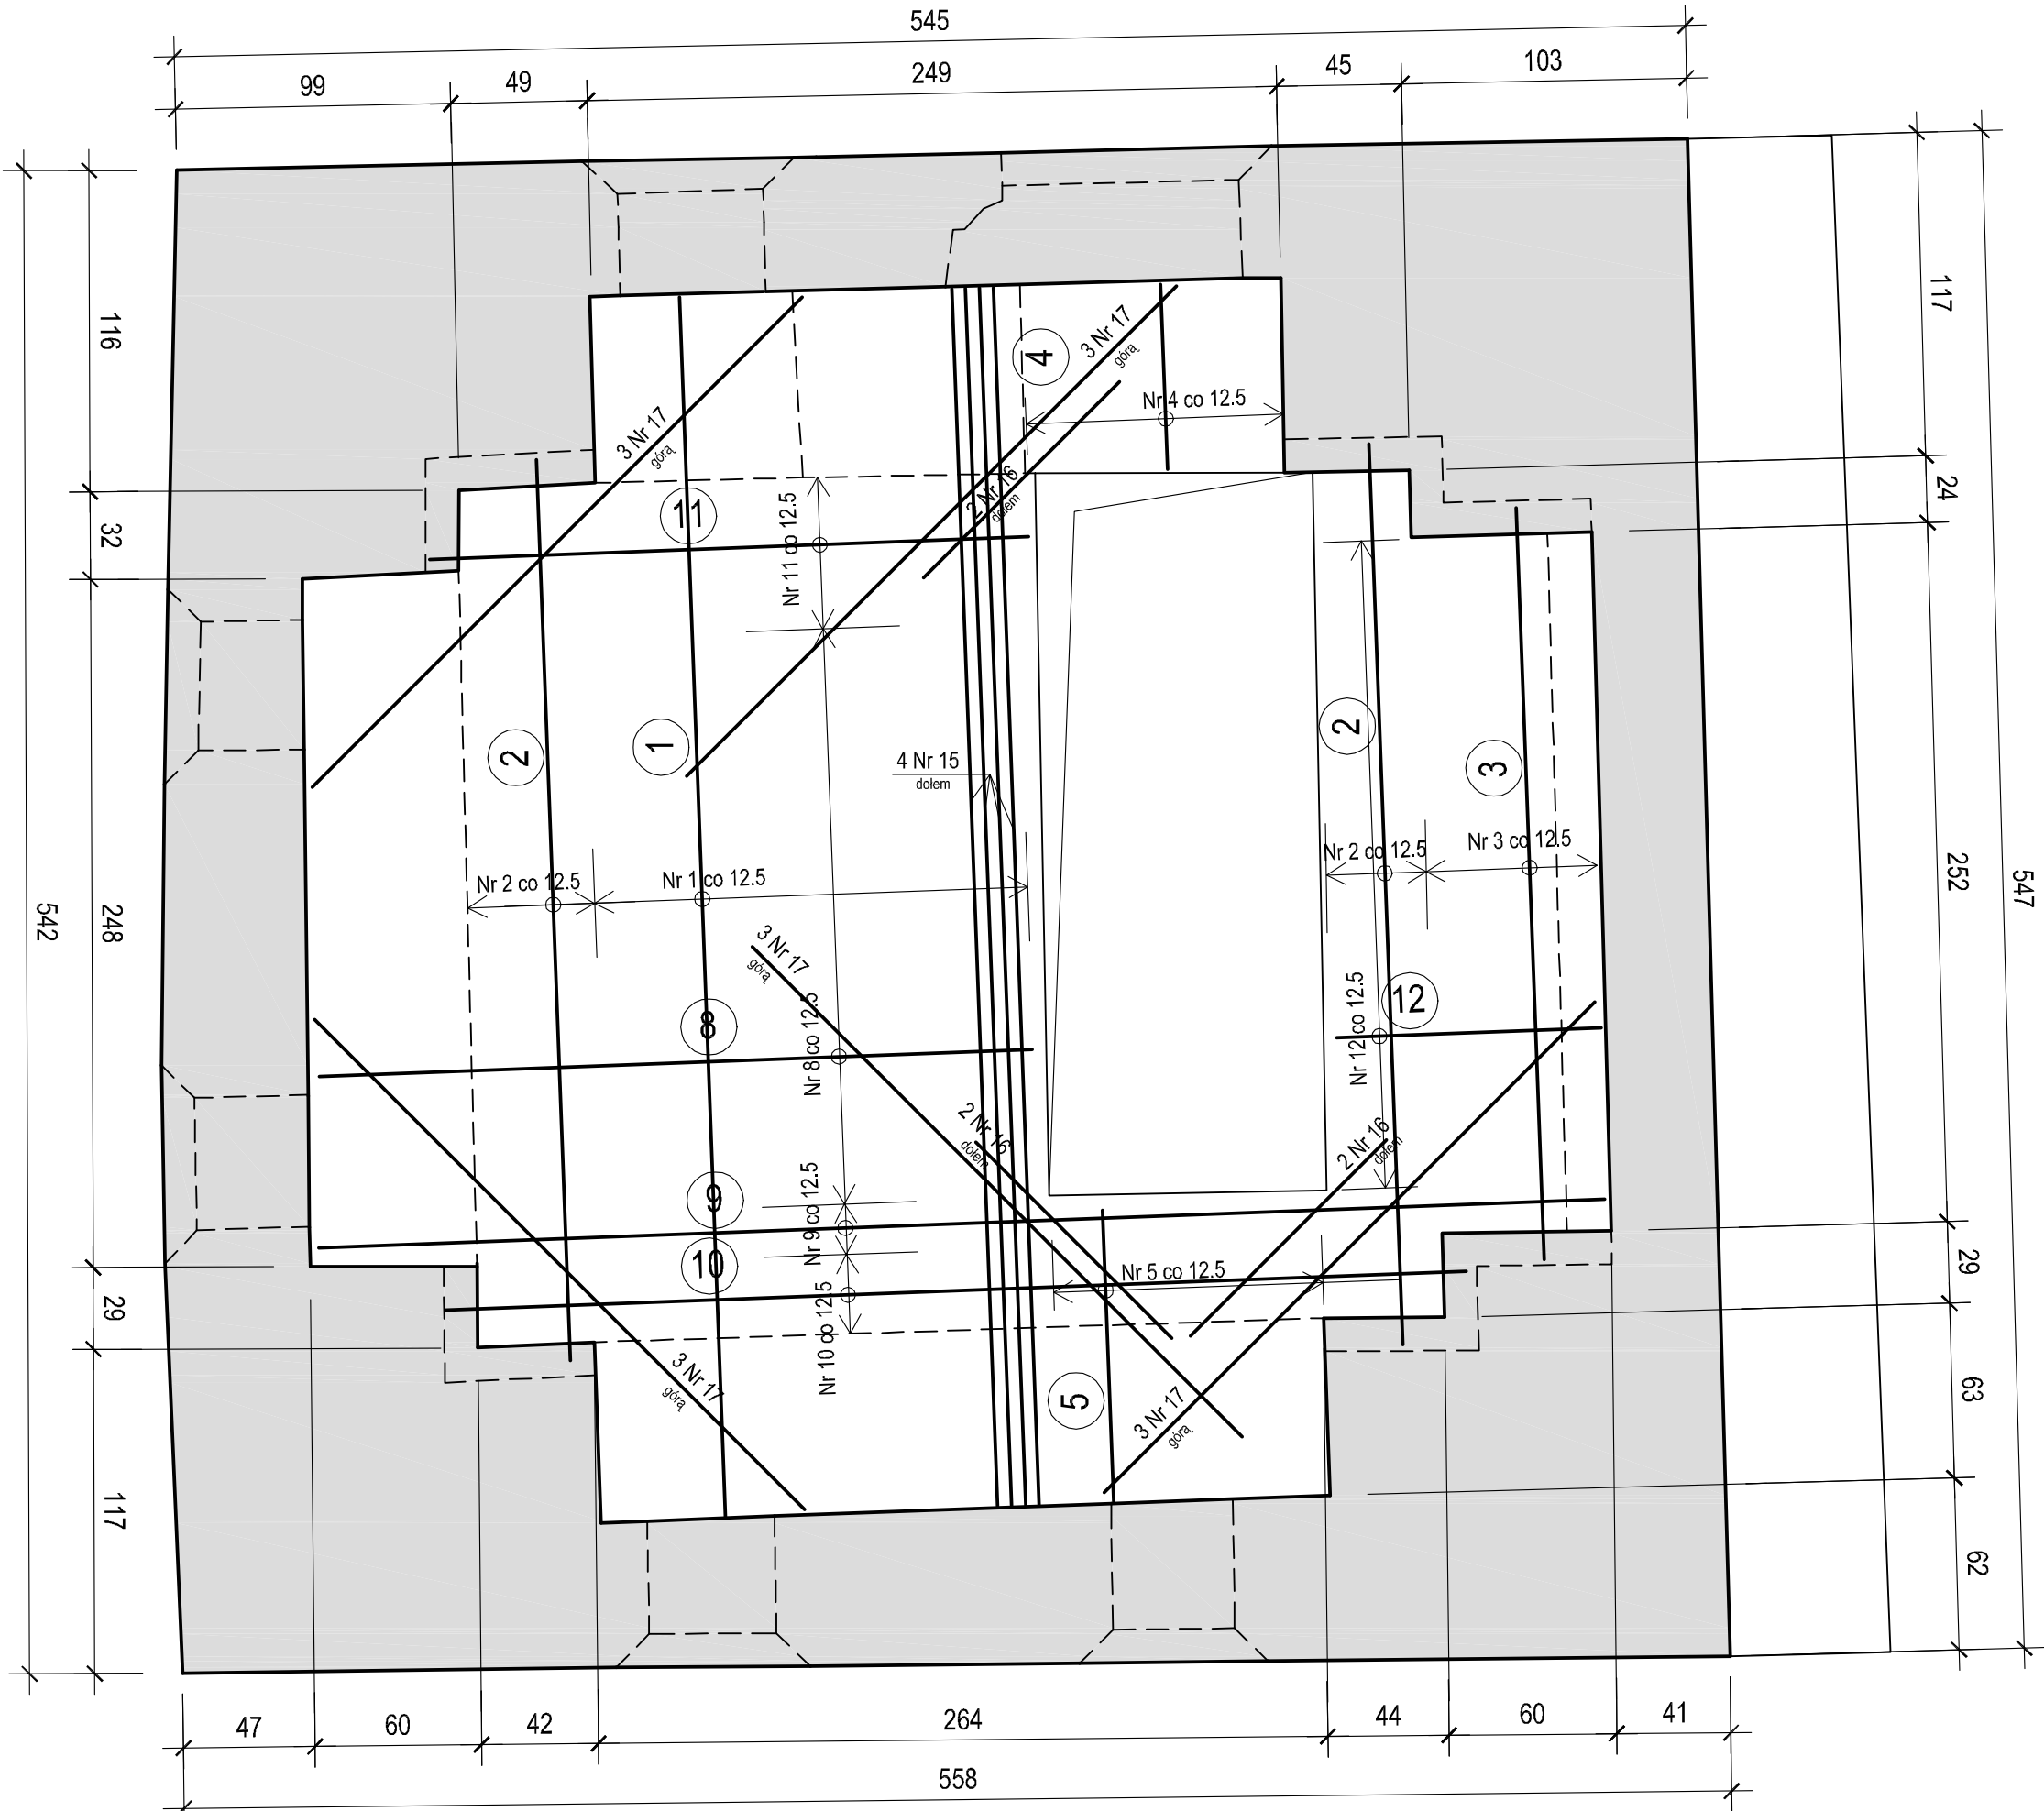 545
99
49
249
45
103
116
32
248
29
117
542
117
24
252
29
63
62
547
3 Nr 17
górą
3 Nr 17
górą
4
Nr 4 co 12.5
2 Nr 16
dołem
11
Nr 11 co 12.5
2
1
4 Nr 15
dołem
2
3
Nr 2 co 12.5
Nr 1 co 12.5
Nr 2 co 12.5
Nr 3 co 12.5
3 Nr 17
górą
8
Nr 8 co 12.5
Nr 12 co 12.5
12
2 Nr 16
dołem
2 Nr 16
dołem
9
Nr 9 co 12.5
10
Nr 10 co 12.5
Nr 5 co 12.5
3 Nr 17
górą
5
3 Nr 17
górą
47
60
42
264
44
60
41
558